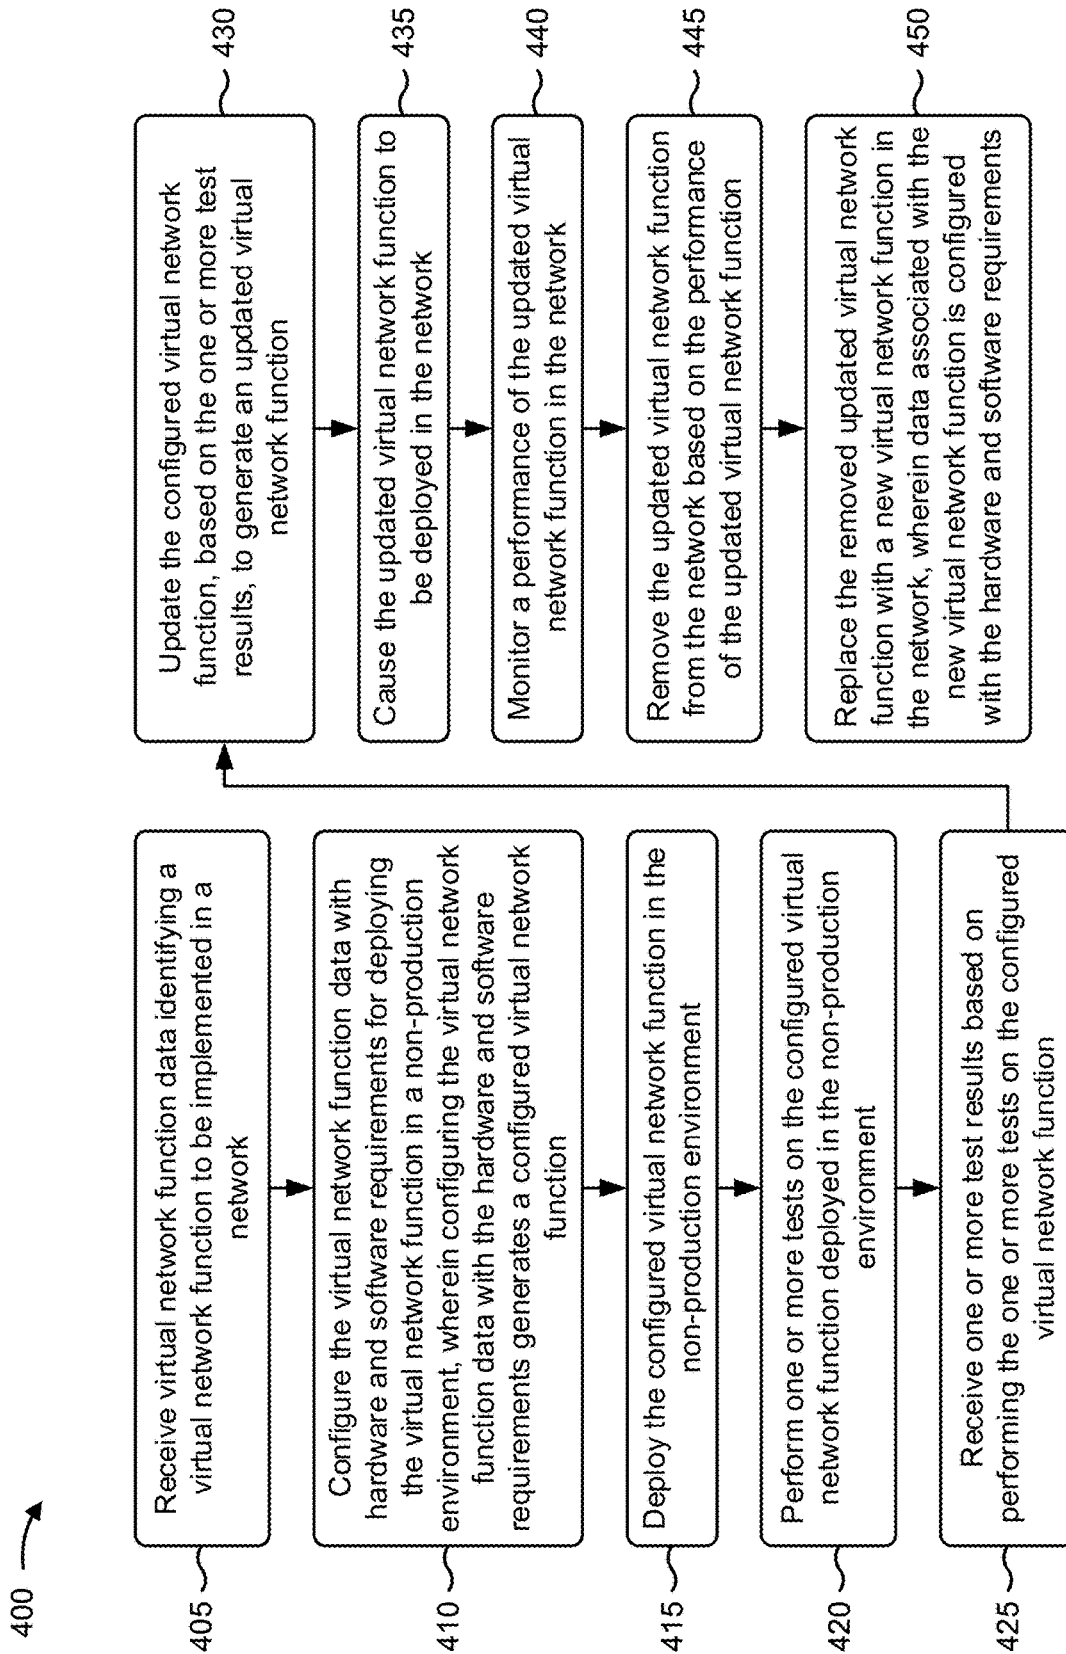 400
405
Receive virtual network function data identifying a
virtual network function to be implemented in a
network
410
Configure the virtual network function data with
hardware and software requirements for deploying
the virtual network function in a non-production
environment, wherein configuring the virtual network
function data with the hardware and software
requirements generates a configured virtual network
function
415
Deploy the configured virtual network function in the
non-production environment
420
Perform one or more tests on the configured virtual
network function deployed in the non-production
environment
425
Receive one or more test results based on
performing the one or more tests on the configured
virtual network function
430
Update the configured virtual network
function, based on the one or more test
results, to generate an updated virtual
network function
435
Cause the updated virtual network function to
be deployed in the network
440
Monitor a performance of the updated virtual
network function in the network
445
Remove the updated virtual network function
from the network based on the performance
of the updated virtual network function
450
Replace the removed updated virtual network
function with a new virtual network function in
the network, wherein data associated with the
new virtual network function is configured
with the hardware and software requirements